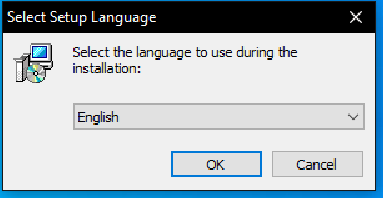 Select Setup Language
Select the language to use during the
installation:
English
OK
Cancel